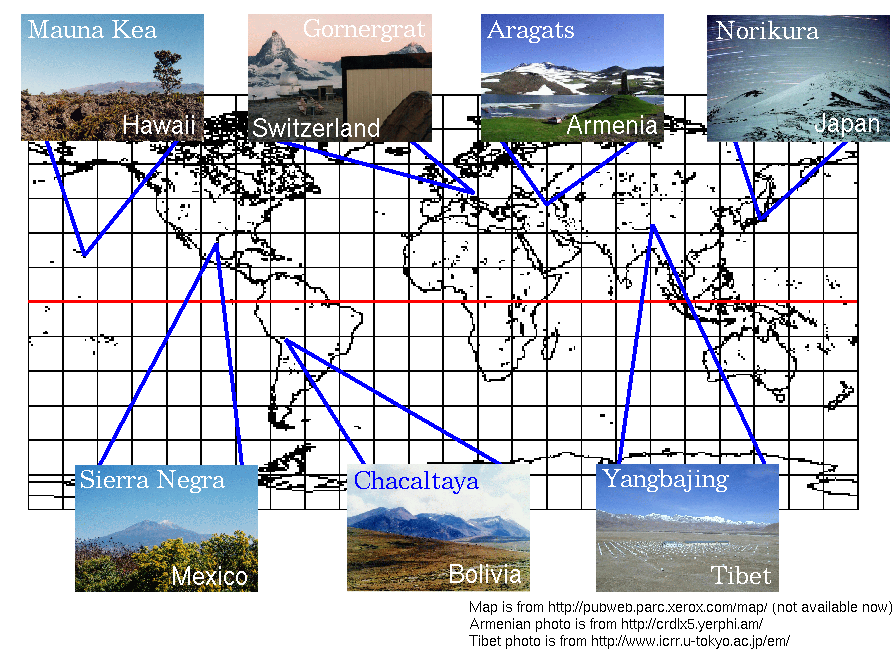 Mauna Kea
Hawaii
Gornergrat
Switzerland
Aragats
Armenia
Norikura
Japan
Sierra Negra
Mexico
Chacaltaya
Bolivia
Yangbajing
Tibet
Map is from http://pubweb.parc.xerox.com/map/ (not available now)
Armenian photo is from http://crdlx5.yerphi.am/
Tibet photo is from http://www.icrr.u-tokyo.ac.jp/em/